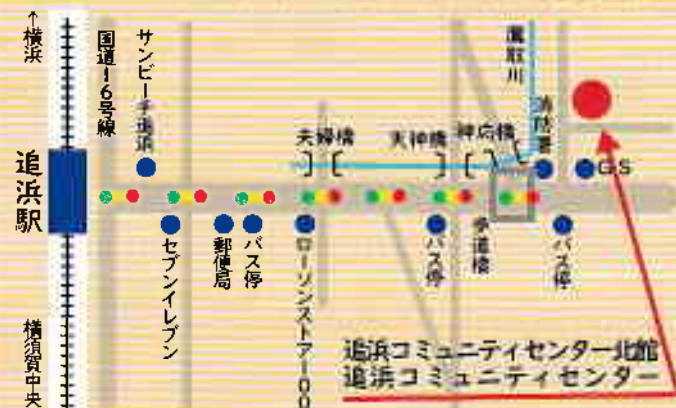 ↑横浜
国道16号線
サンビーチ追浜
鷹取川
消防署
夫婦橋
天神橋
神応橋
追浜駅
GS
セブンイレブン
郵便局
バス停
ローソンストア100
バス停
歩道橋
バス停
横須賀中央
追浜コミュニティセンター北館
追浜コミュニティセンター